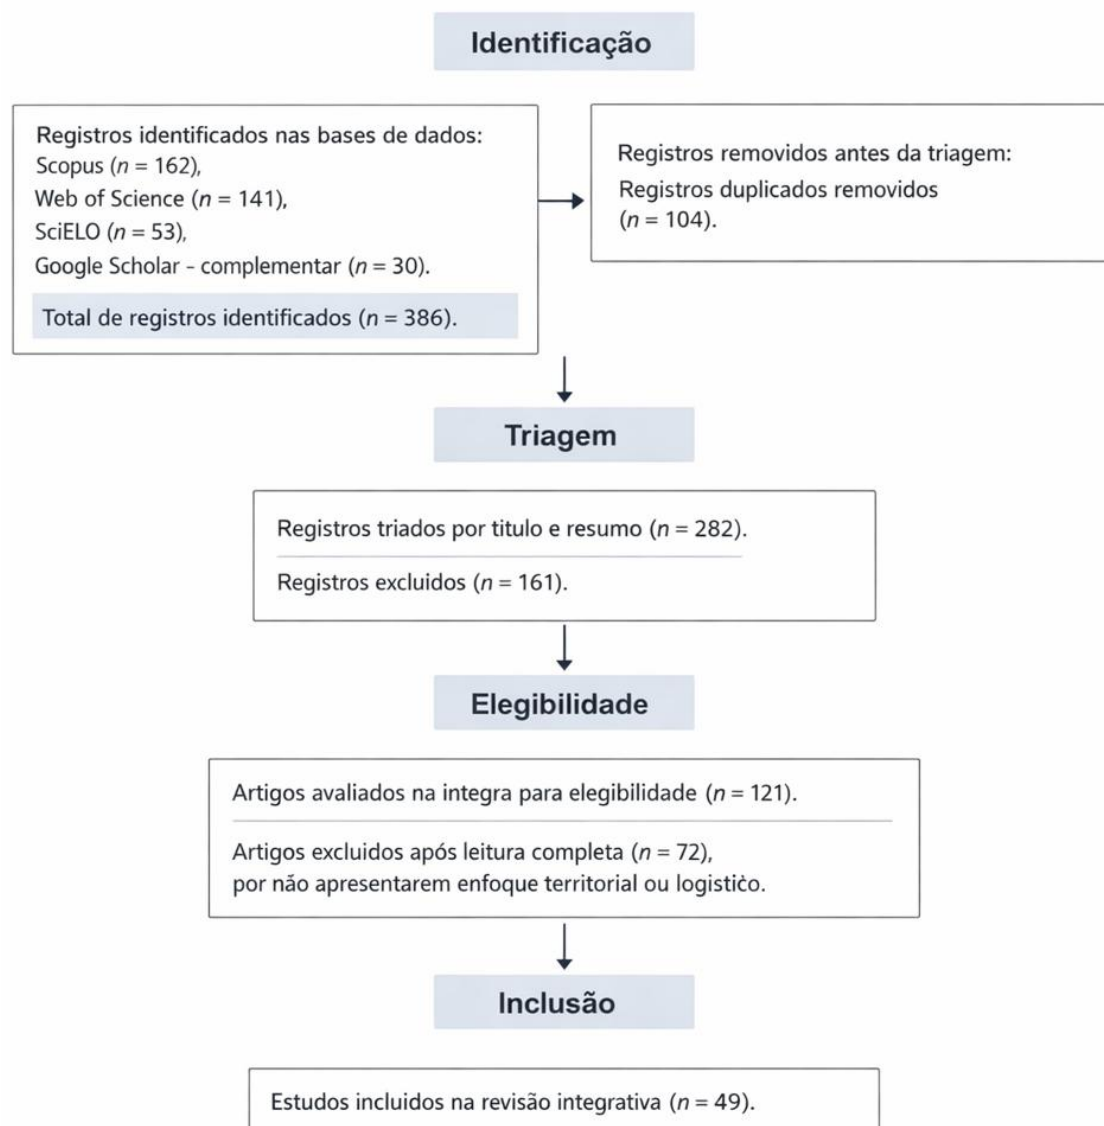 Identificação
Registros identificados nas bases de dados:
Scopus (n = 162),
Web of Science (n = 141),
SciELO (n = 53),
Google Scholar - complementar (n = 30).
Total de registros identificados (n = 386).
Registros removidos antes da triagem:
Registros duplicados removidos
(n = 104).
Triagem
Registros triados por titulo e resumo (n = 282).
Registros excluidos (n = 161).
Elegibilidade
Artigos avaliados na integra para elegibilidade (n = 121).
Artigos excluidos após leitura completa (n = 72),
por não apresentarem enfoque territorial ou logistico.
Inclusão
Estudos incluidos na revisão integrativa (n = 49).